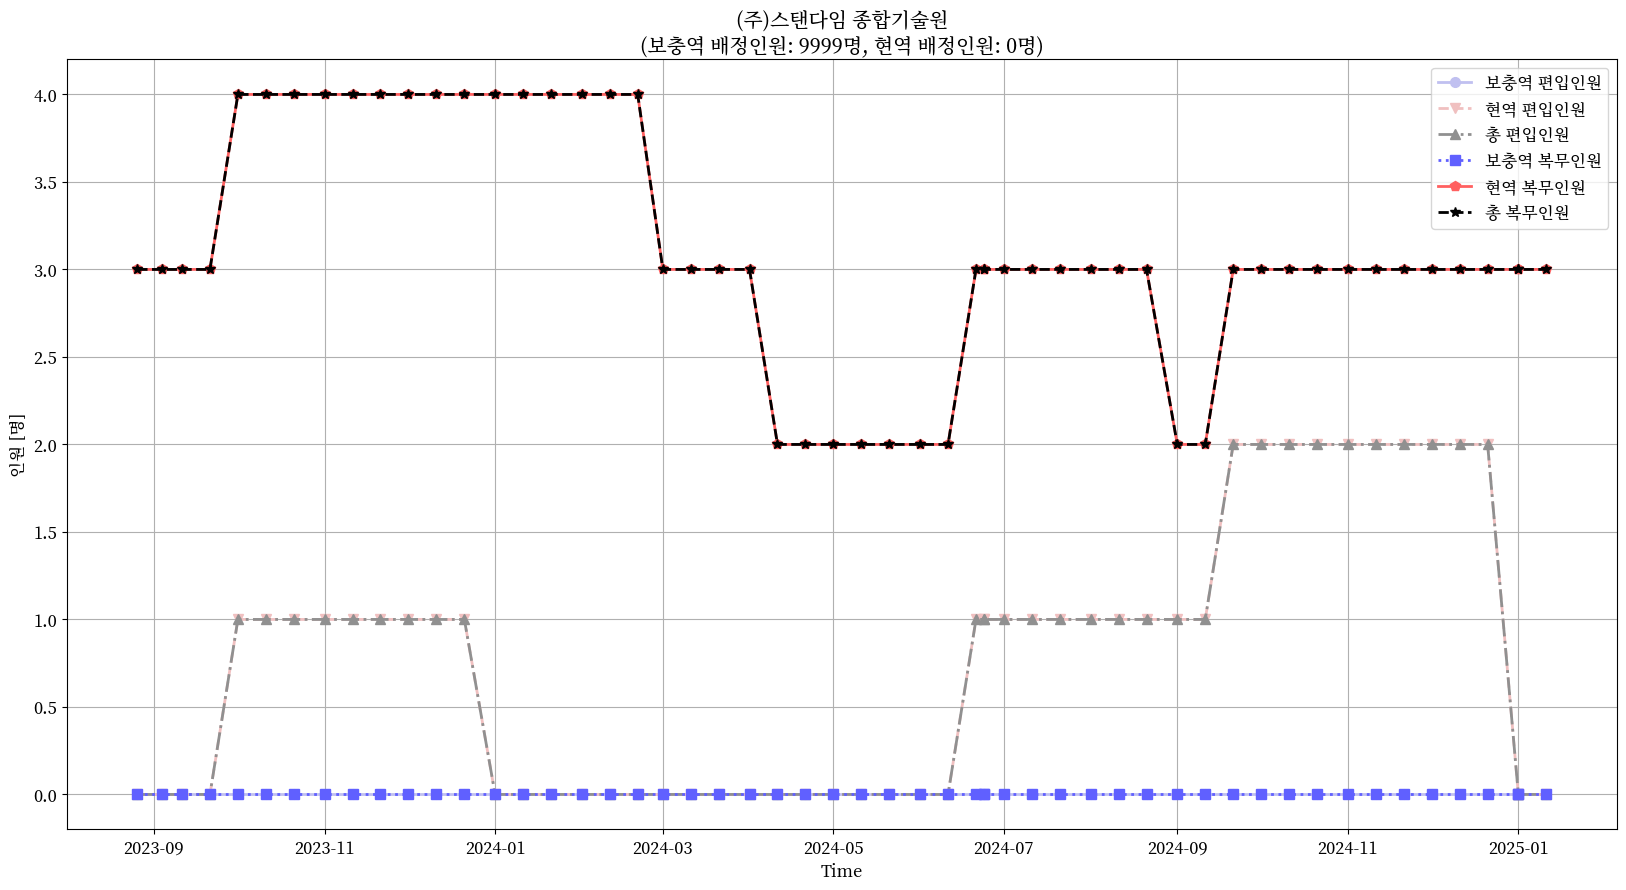 (주)스탠다임 종합기술원
(보충역 배정인원: 9999명, 현역 배정인원: 0명)
보충역 편입인원
현역 편입인원
총 편입인원
보충역 복무인원
현역 복무인원
총 복무인원
인원 [명]
4.0
3.5
3.0
2.5
2.0
1.5
1.0
0.5
0.0
2023-09
2023-11
2024-01
2024-03
2024-05
2024-07
2024-09
2024-11
2025-01
Time